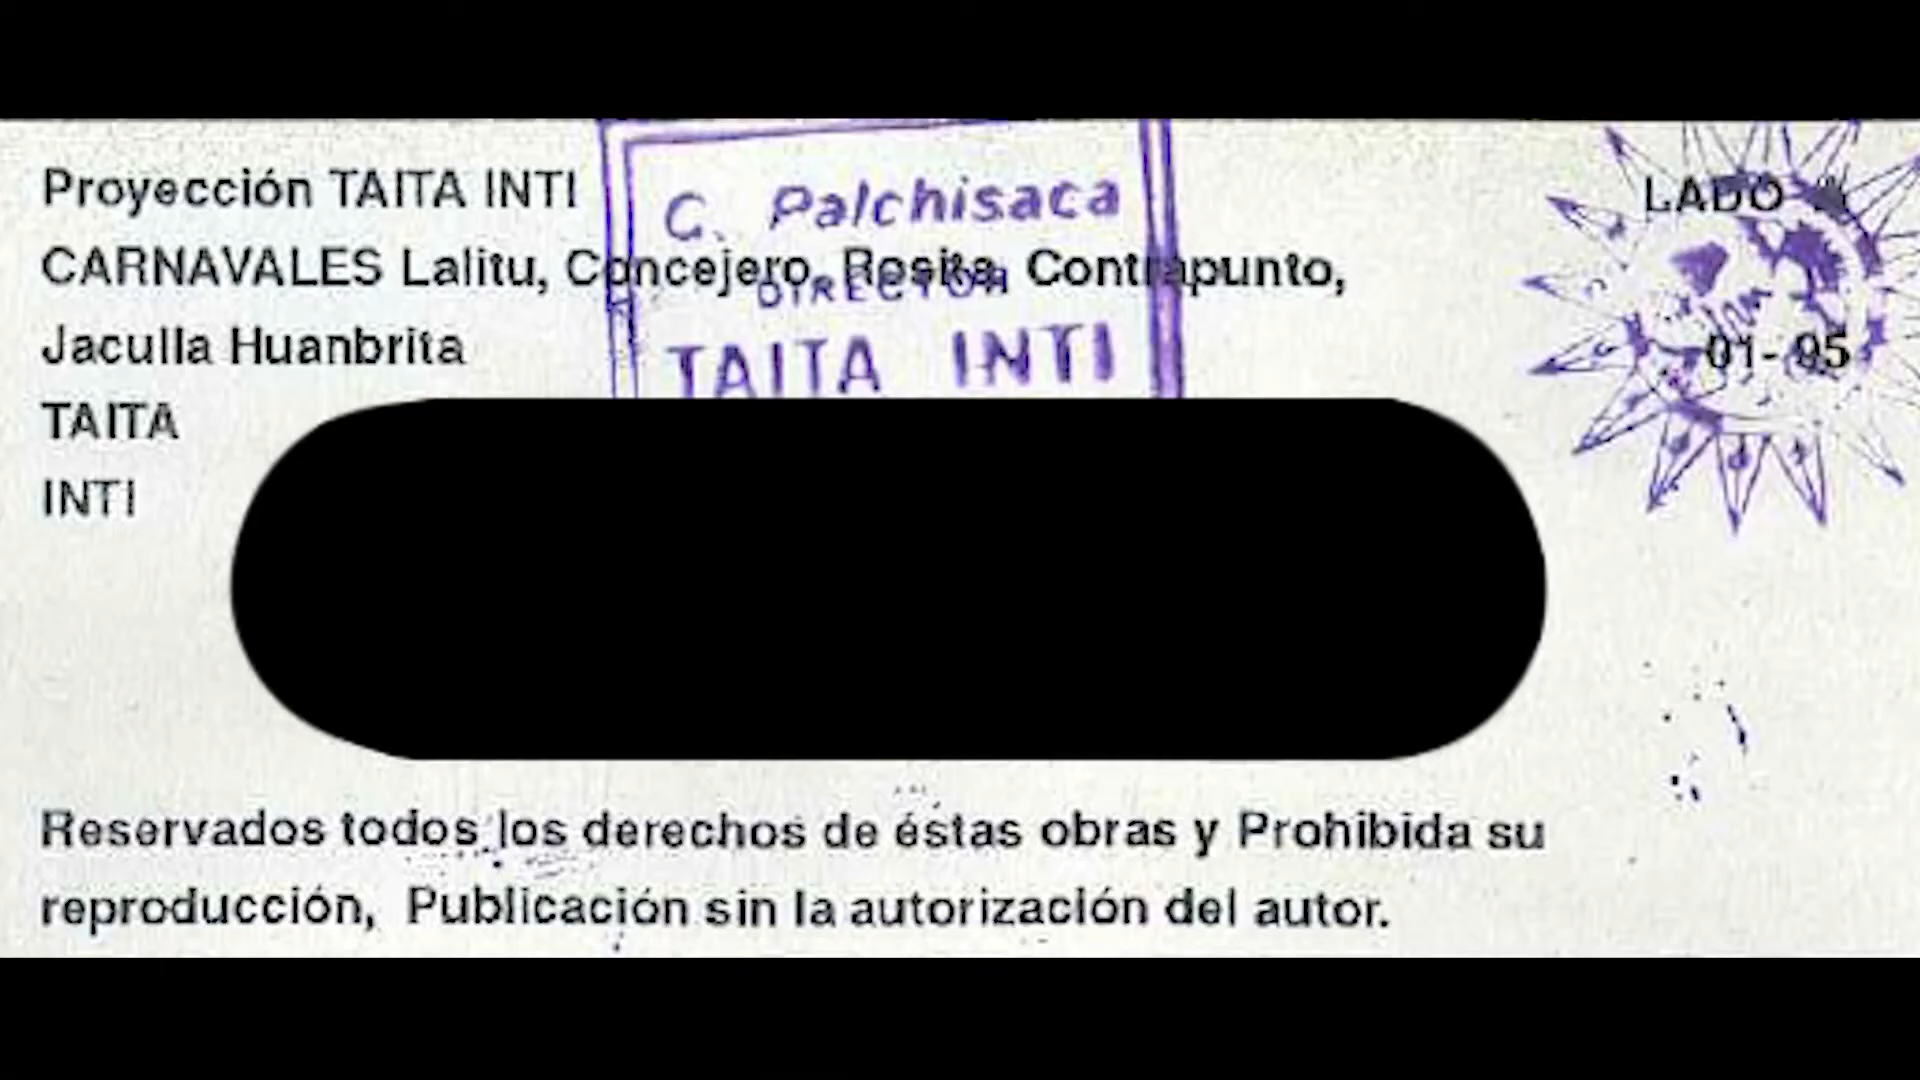 Proyección TAITA INTI
CARNAVALES Lalitu, Concejero, Rosita, Contrapunto,
Jaculla Huanbrita
TAITA
INTI
C. Palchisaca
DIRECTOR
TAITA INTI
LADO
01-95
Reservados todos los derechos de éstas obras y Prohibida su
reproducción, Publicación sin la autorización del autor.